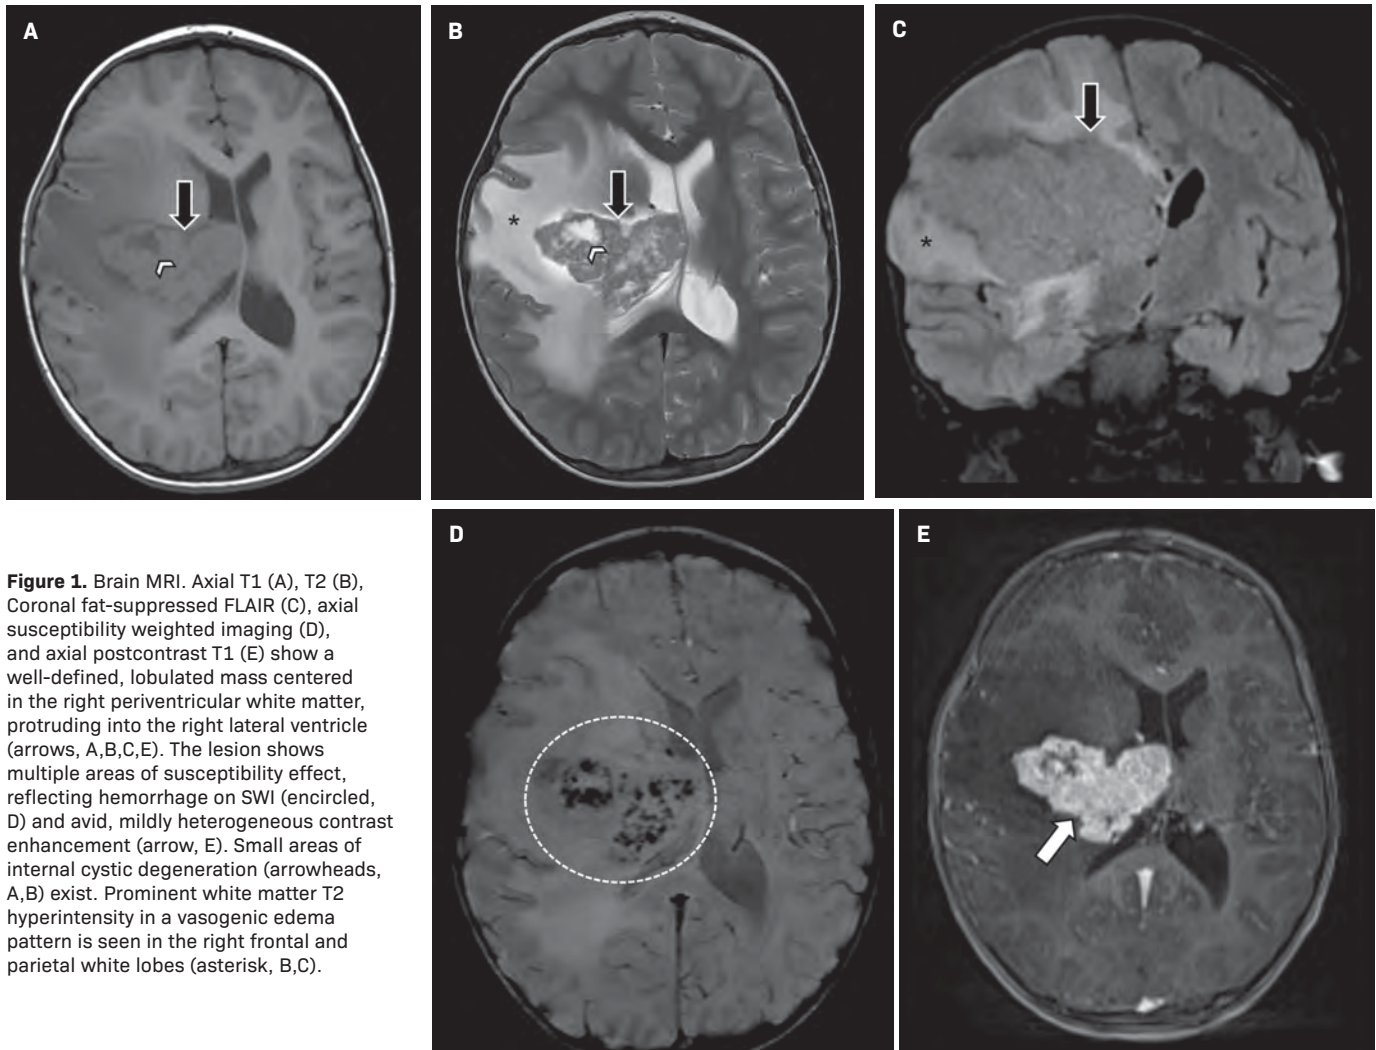 A
B
C
*
*
D
E
Figure 1. Brain MRI. Axial T1 (A), T2 (B),
Coronal fat-suppressed FLAIR (C), axial
susceptibility weighted imaging (D),
and axial postcontrast T1 (E) show a
well-defined, lobulated mass centered
in the right periventricular white matter,
protruding into the right lateral ventricle
(arrows, A,B,C,E). The lesion shows
multiple areas of susceptibility effect,
reflecting hemorrhage on SWI (encircled,
D) and avid, mildly heterogeneous contrast
enhancement (arrow, E). Small areas of
internal cystic degeneration (arrowheads,
A,B) exist. Prominent white matter T2
hyperintensity in a vasogenic edema
pattern is seen in the right frontal and
parietal white lobes (asterisk, B,C).